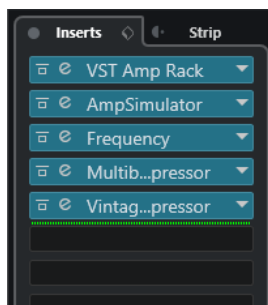 Inserts Strip
VST Amp Rack
AmpSimulator
Frequency
Multib...pressor
Vintag...pressor